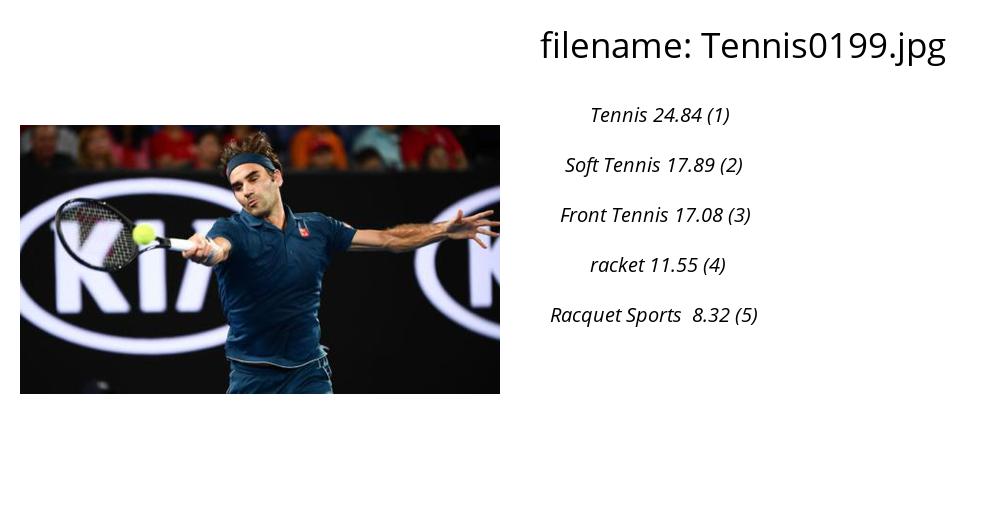 filename: Tennis0199.jpg
Tennis 24.84 (1)
Soft Tennis 17.89 (2)
Front Tennis 17.08 (3)
racket 11.55 (4)
Racquet Sports  8.32 (5)
KIA
K